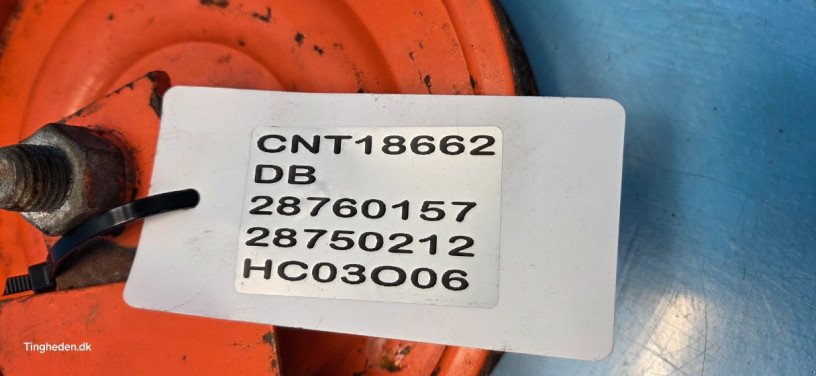 CNT18662
DB
28760157
28750212
HC03O06
Tingheden.dk